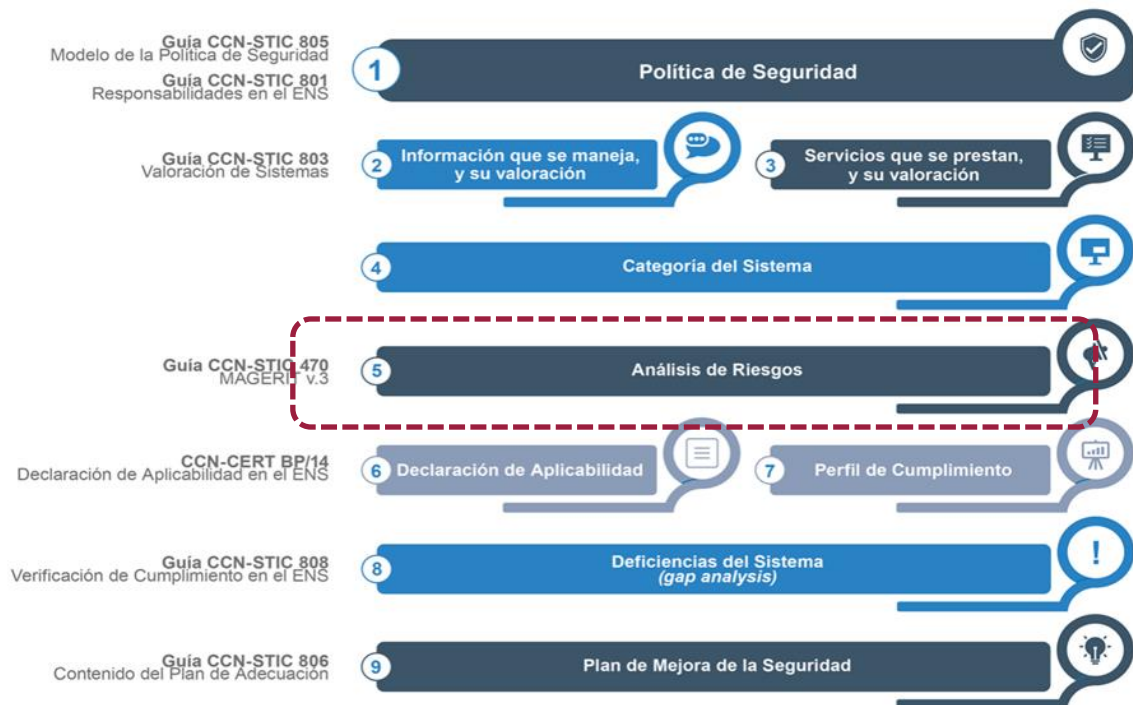 Guía CCN-STIC 805
Modelo de la Política de Seguridad
Guía CCN-STIC 801
Responsabilidades en el ENS
1
Política de Seguridad
Guía CCN-STIC 803
Valoración de Sistemas
2
Información que se maneja,
y su valoración
3
Servicios que se prestan,
y su valoración
4
Categoría del Sistema
Guía CCN-STIC 470
MAGERIT v.3
5
Análisis de Riesgos
CCN-CERT BP/14
Declaración de Aplicabilidad en el ENS
6
Declaración de Aplicabilidad
7
Perfil de Cumplimiento
Guía CCN-STIC 808
Verificación de Cumplimiento en el ENS
8
Deficiencias del Sistema
(gap analysis)
!
Guía CCN-STIC 806
Contenido del Plan de Adecuación
9
Plan de Mejora de la Seguridad